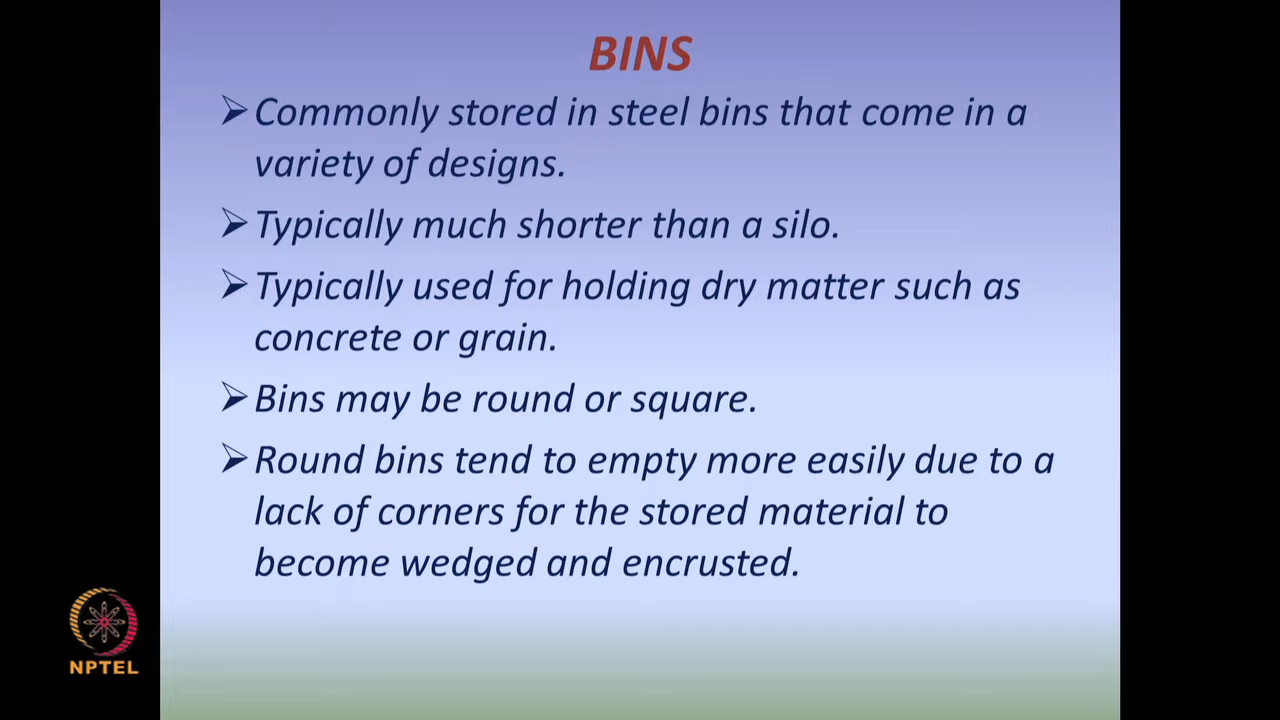 BINS
➢Commonly stored in steel bins that come in a
variety of designs.
➢Typically much shorter than a silo.
➢Typically used for holding dry matter such as
concrete or grain.
➢Bins may be round or square.
➢Round bins tend to empty more easily due to a
lack of corners for the stored material to
become wedged and encrusted.
NPTEL